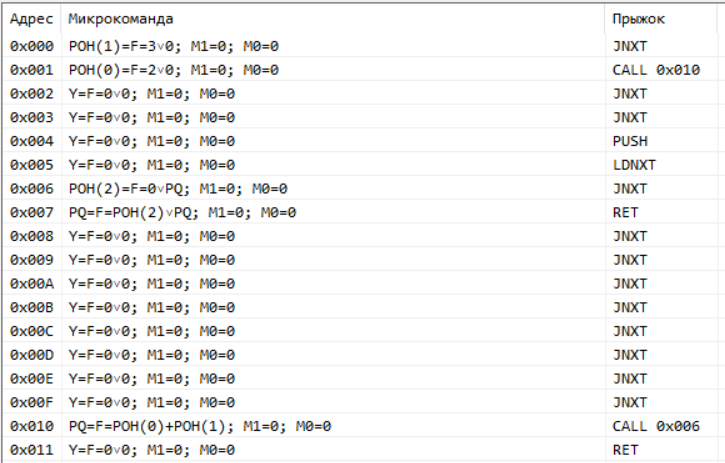 Адрес Микрокоманда Прыжок
0x000 РОН(1)=F=3∨0; M1=0; M0=0 JNXT
0x001 РОН(0)=F=2∨0; M1=0; M0=0 CALL 0x010
0x002 Y=F=0∨0; M1=0; M0=0 JNXT
0x003 Y=F=0∨0; M1=0; M0=0 JNXT
0x004 Y=F=0∨0; M1=0; M0=0 PUSH
0x005 Y=F=0∨0; M1=0; M0=0 LDNXT
0x006 РОН(2)=F=0∨PQ; M1=0; M0=0 JNXT
0x007 PQ=F=РОН(2)∨PQ; M1=0; M0=0 RET
0x008 Y=F=0∨0; M1=0; M0=0 JNXT
0x009 Y=F=0∨0; M1=0; M0=0 JNXT
0x00A Y=F=0∨0; M1=0; M0=0 JNXT
0x00B Y=F=0∨0; M1=0; M0=0 JNXT
0x00C Y=F=0∨0; M1=0; M0=0 JNXT
0x00D Y=F=0∨0; M1=0; M0=0 JNXT
0x00E Y=F=0∨0; M1=0; M0=0 JNXT
0x00F Y=F=0∨0; M1=0; M0=0 JNXT
0x010 PQ=F=РОН(0)+РОН(1); M1=0; M0=0 CALL 0x006
0x011 Y=F=0∨0; M1=0; M0=0 RET